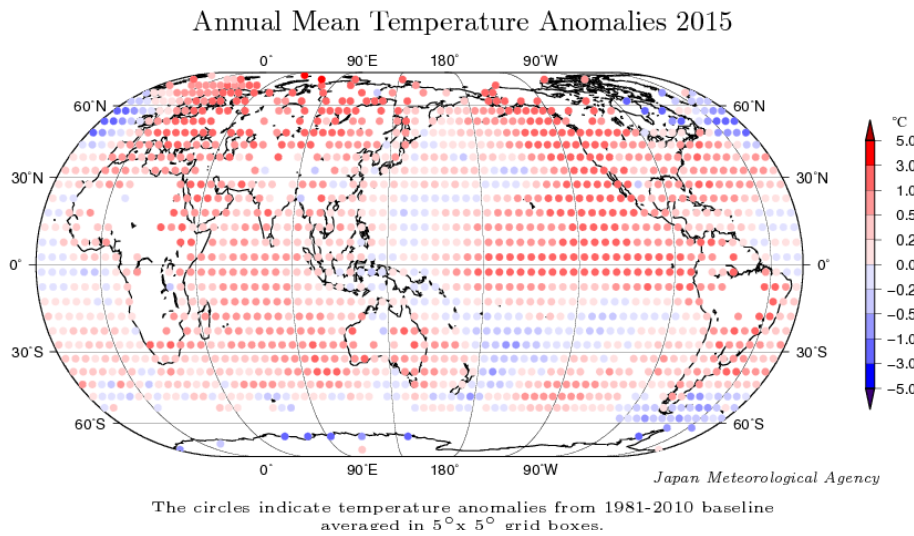 Annual Mean Temperature Anomalies 2015
0° 90°E 180° 90°W
°C
60°N 60°N
5.0
3.0
30°N 30°N
1.0
0.5
0.2
0° 0°
0.0
-0.2
-0.5
30°S 30°S
-1.0
-3.0
-5.0
60°S 60°S
0° 90°E 180° 90°W
Japan Meteorological Agency
The circles indicate temperature anomalies from 1981-2010 baseline
averaged in 5°x 5° grid boxes.